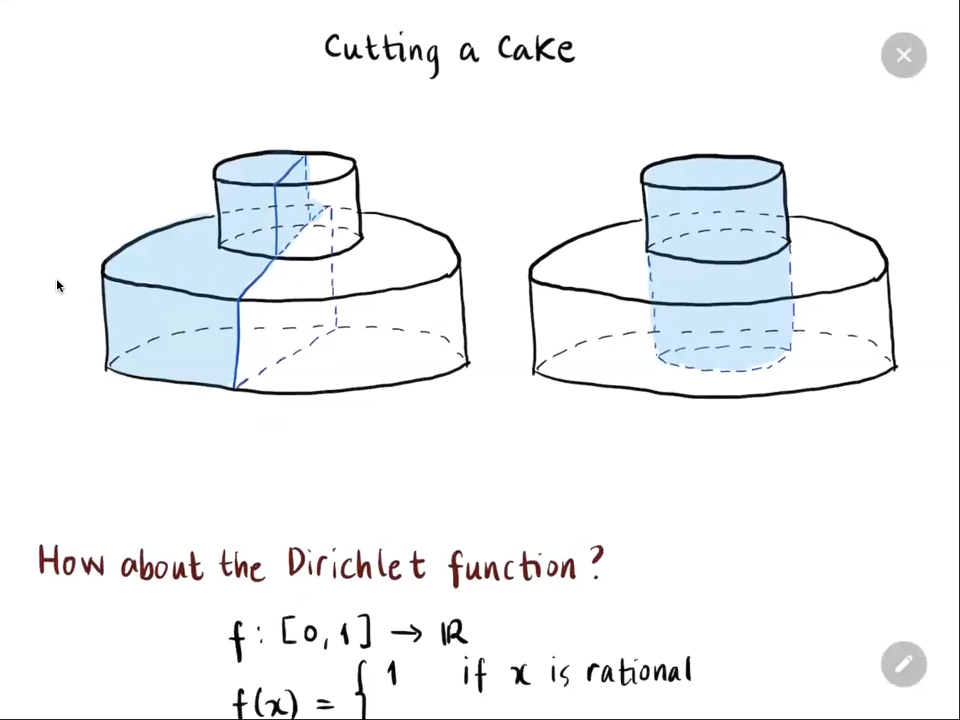 Cutting a Cake
How about the Dirichlet function?
f : [0,1] → ℝ
f(x) = { 1 if x is rational